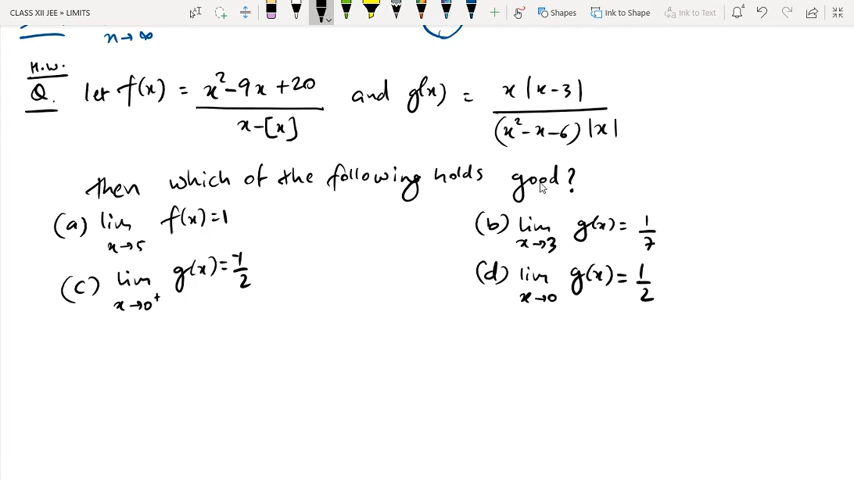 CLASS XII JEE » LIMITS
Shapes Ink to Shape Ink to Text
n→∞
H.W.
Q. let f(x) = x²-9x+20 / x-[x] and g(x) = x|x-3| / (x²-x-6)|x|
then which of the following holds good?
(a) lim x→5 f(x)=1 (b) lim x→3 g(x)=1/7
(c) lim x→0⁺ g(x)=-1/2 (d) lim x→0 g(x)=1/2